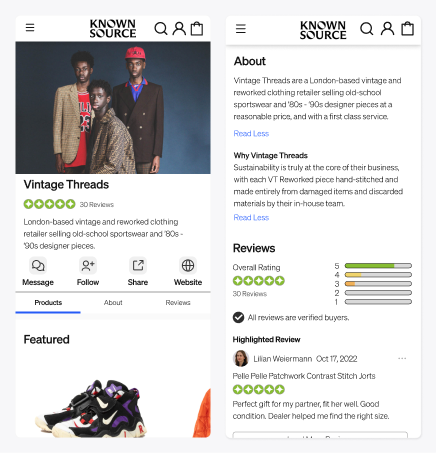 KNOWN
SOURCE
Vintage Threads
30 Reviews
London-based vintage and reworked clothing
retailer selling old-school sportswear and '80s -
'90s designer pieces.
Message
Follow
Share
Website
Products
About
Reviews
Featured
KNOWN
SOURCE
About
Vintage Threads are a London-based vintage and
reworked clothing retailer selling old-school
sportswear and '80s - '90s designer pieces at a
reasonable price, and with a first class service.
Read Less
Why Vintage Threads
Sustainability is truly at the core of their business,
with each VT Reworked piece hand-stitched and
made entirely from damaged items and discarded
materials by their in-house team.
Read Less
Reviews
Overall Rating
30 Reviews
5
4
3
2
1
All reviews are verified buyers.
Highlighted Review
Lilian Weiermann Oct 17, 2022
Pelle Pelle Patchwork Contrast Stitch Jorts
Perfect gift for my partner, fit her well. Good
condition. Dealer helped me find the right size.